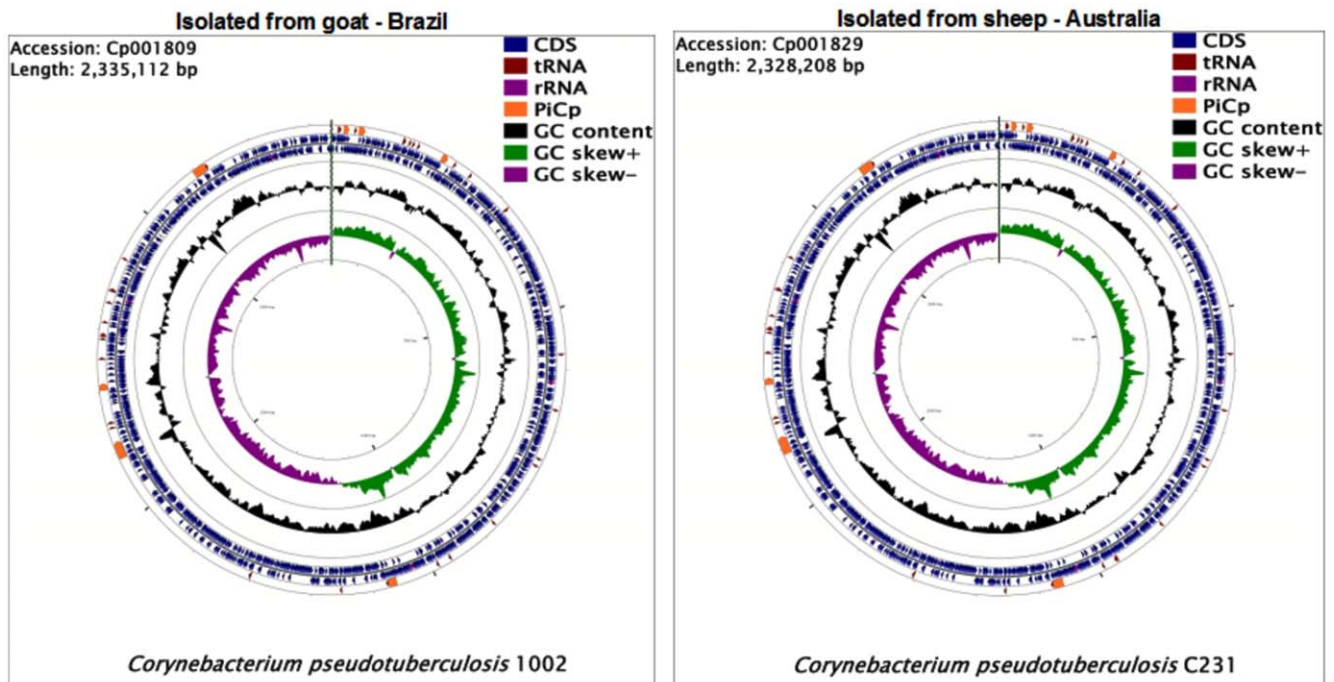 Isolated from goat - Brazil
Accession: Cp001809
Length: 2,335,112 bp
CDS
tRNA
rRNA
PiCp
GC content
GC skew+
GC skew-
Corynebacterium pseudotuberculosis 1002
Isolated from sheep - Australia
Accession: Cp001829
Length: 2,328,208 bp
CDS
tRNA
rRNA
PiCp
GC content
GC skew+
GC skew-
Corynebacterium pseudotuberculosis C231